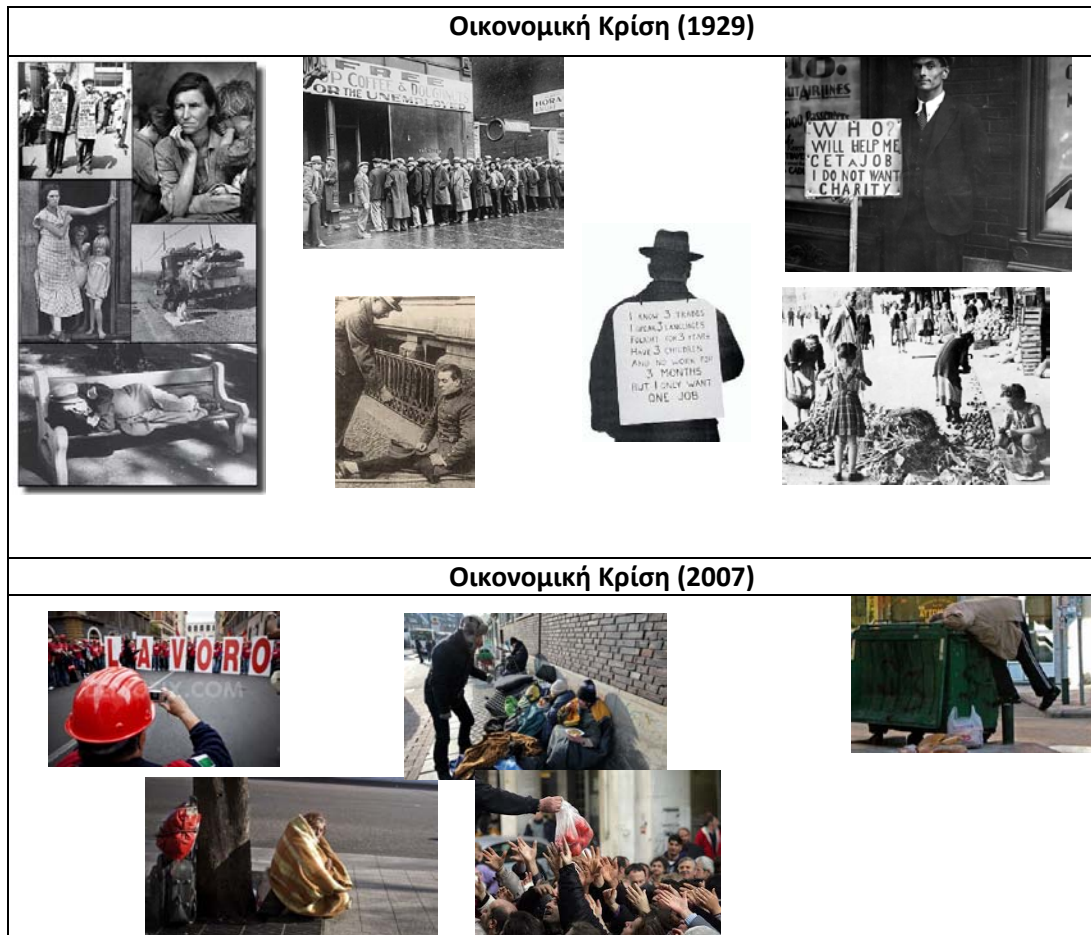 Οικονομική Κρίση (1929)
FREE
COFFEE & DOUGHNUTS
FOR THE UNEMPLOYED
WHO?
WILL HELP ME
GET A JOB
I DO NOT WANT
CHARITY
I KNOW 3 TRADES
I SPEAK 3 LANGUAGES
FOUGHT FOR 3 YEARS
HAVE 3 CHILDREN
AND NO WORK FOR
3 MONTHS
BUT I ONLY WANT
ONE JOB
Οικονομική Κρίση (2007)
LAVORO